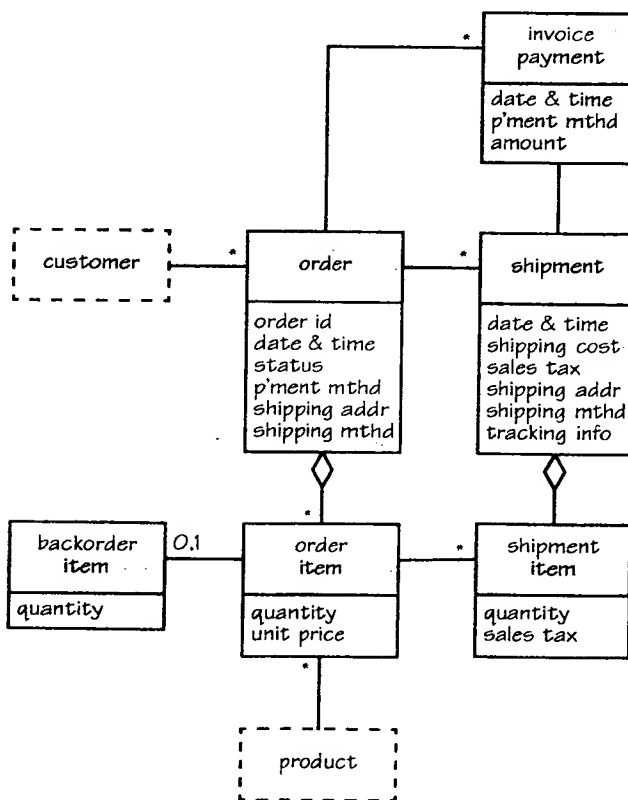 *
invoice
payment
date & time
p'ment mthd
amount
customer
*
order
*
shipment
order id
date & time
status
p'ment mthd
shipping addr
shipping mthd
date & time
shipping cost
sales tax
shipping addr
shipping mthd
tracking info
*
backorder
item
0.1
order
item
*
shipment
item
quantity
quantity
unit price
quantity
sales tax
*
product